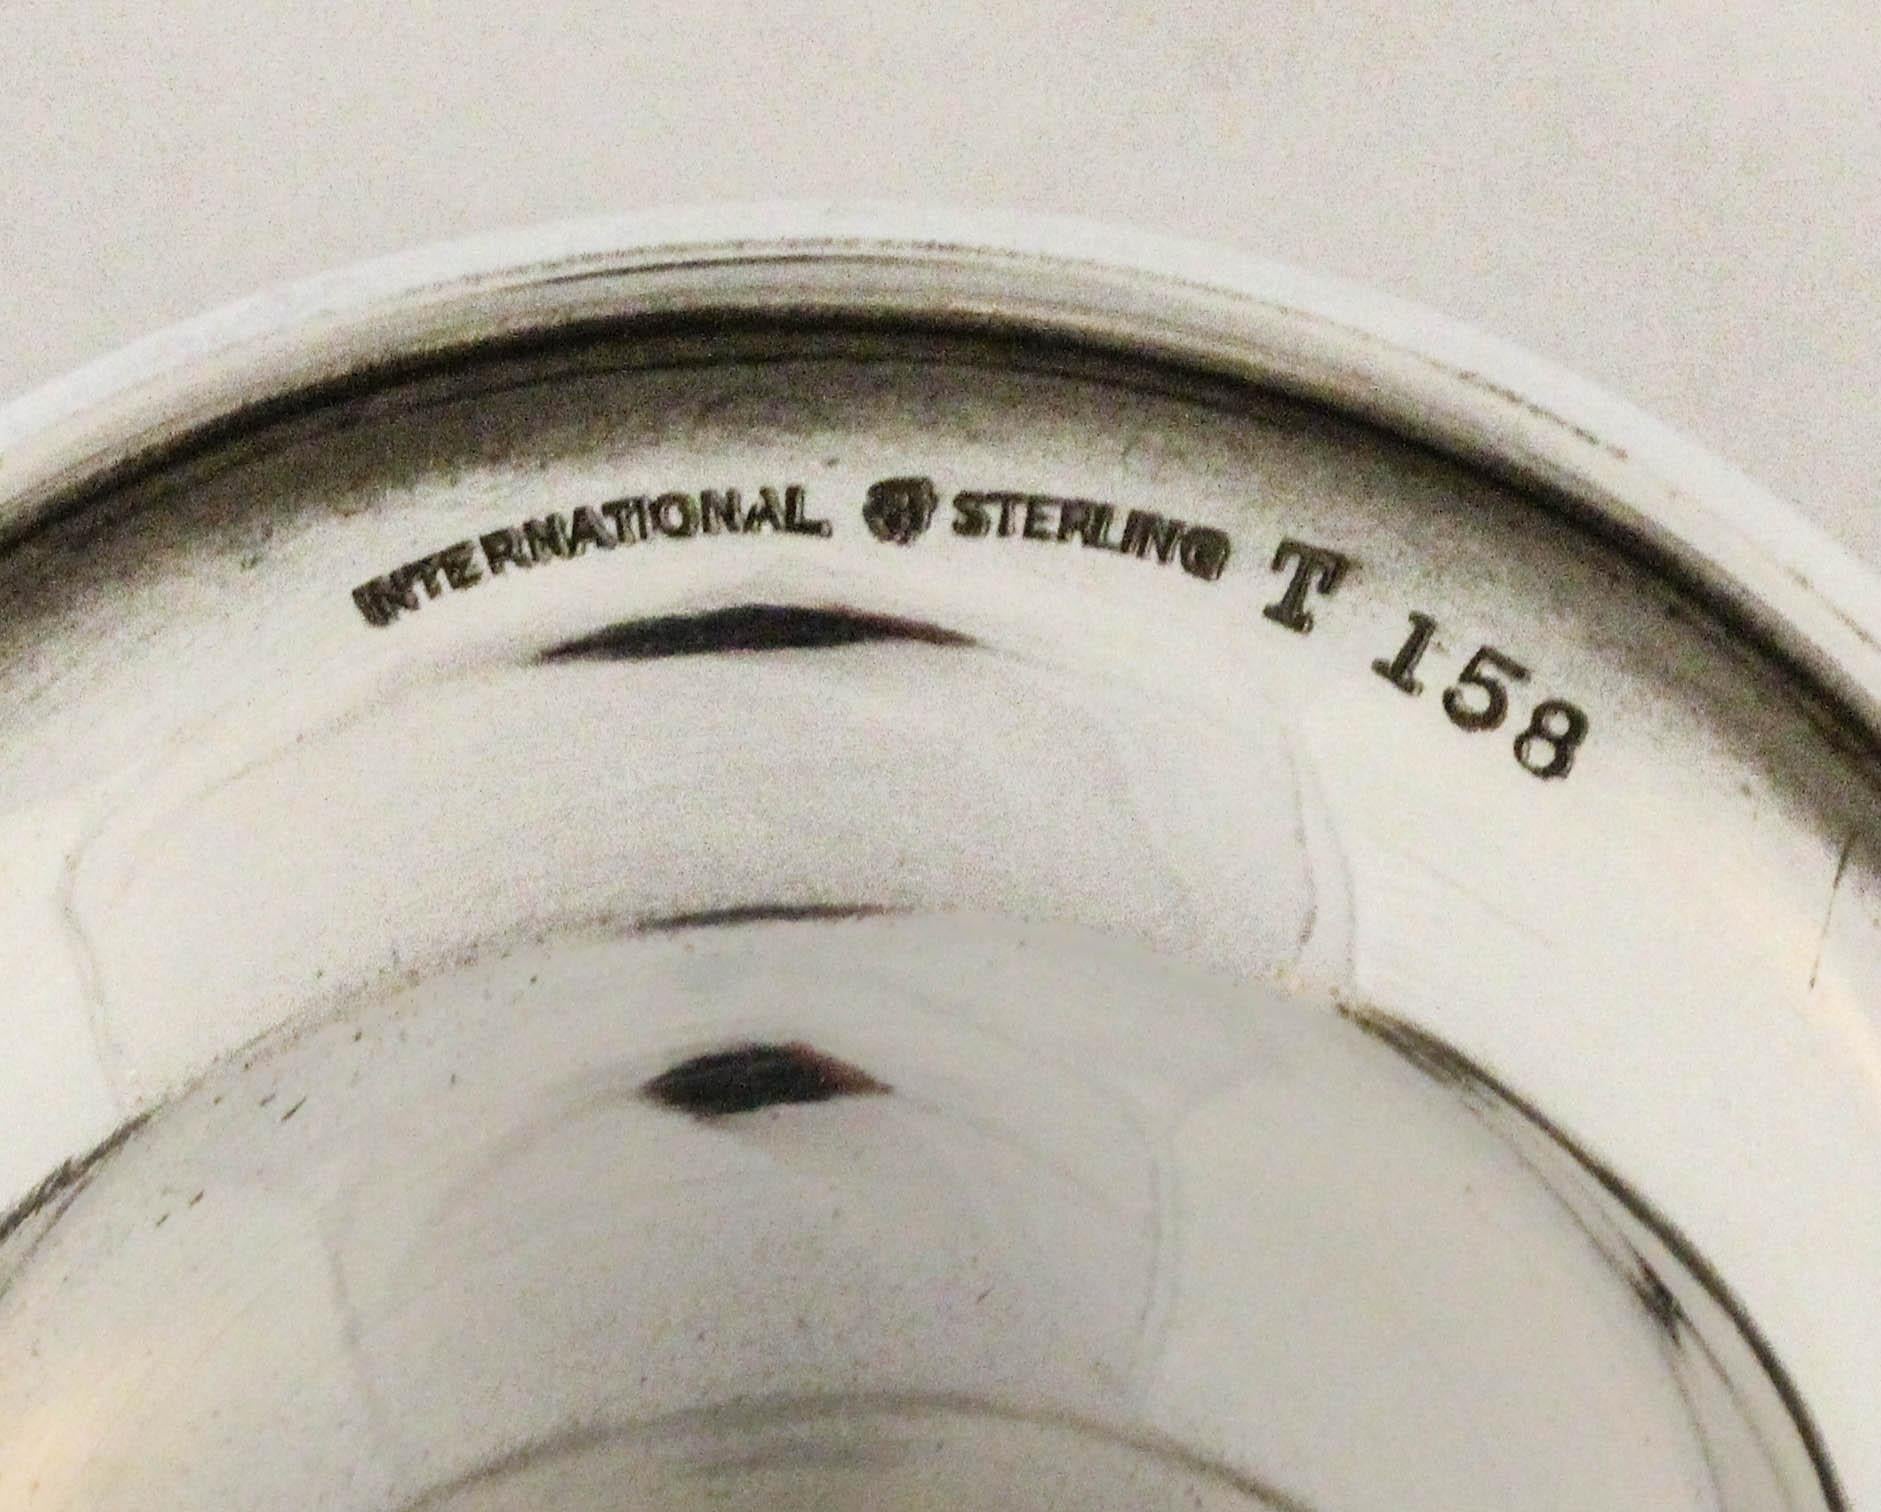 INTERNATIONAL STERLING T 158